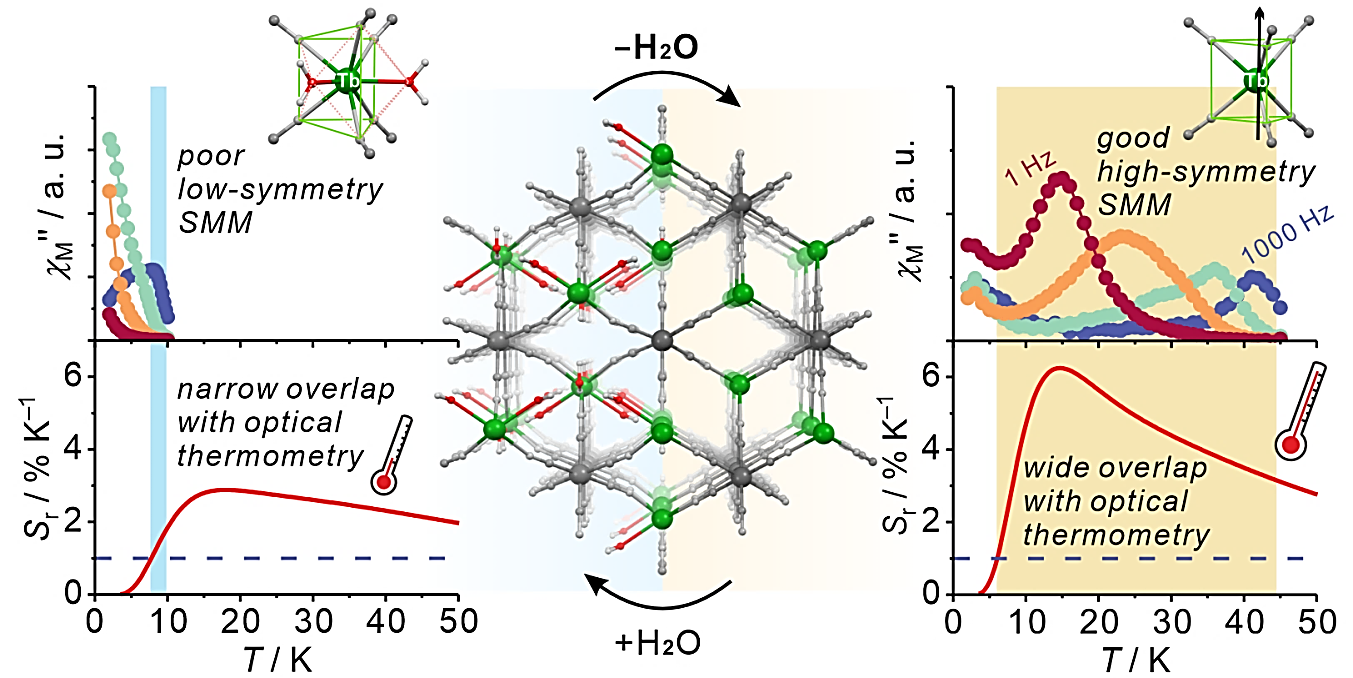 –H₂O
Tb
poor
low-symmetry
SMM
χM" / a. u.
narrow overlap
with optical
thermometry
Sr / % K⁻¹
6
4
2
0
0 10 20 30 40 50
T / K
+H₂O
Tb
good
high-symmetry
SMM
1 Hz
1000 Hz
χM" / a. u.
wide overlap
with optical
thermometry
Sr / % K⁻¹
6
4
2
0
0 10 20 30 40 50
T / K